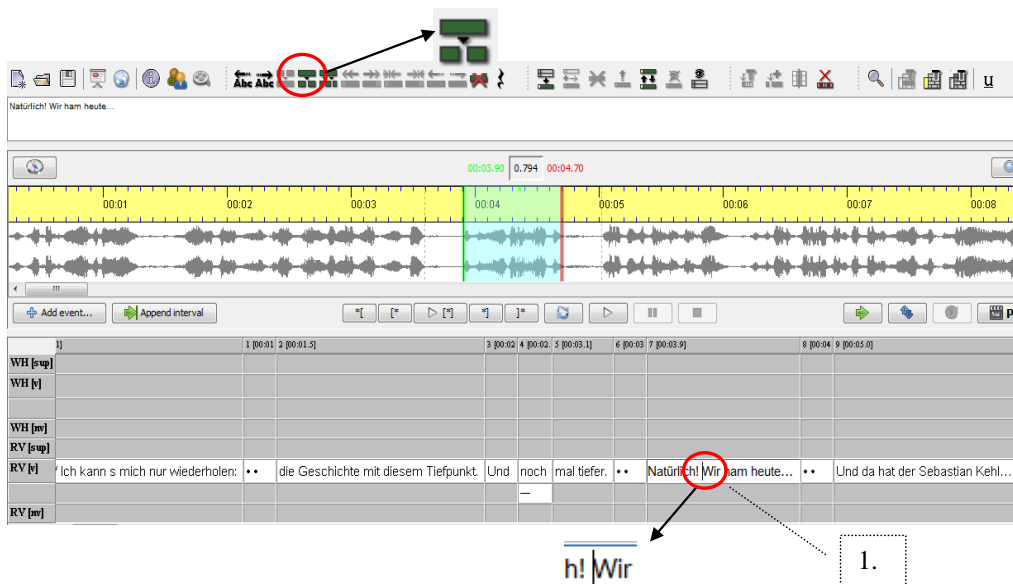 Abc Abc
u
Natürlich! Wir ham heute...
00:03.90 0.794 00:04.70
00:01 00:02 00:03 00:04 00:05 00:06 00:07 00:08
Add event... Append interval *[ [* [*] *] ]* P
1] 1 [00:01 2 [00:01.5] 3 [00:02 4 [00:02. 5 [00:03.1] 6 [00:03 7 [00:03.9] 8 [00:04 9 [00:05.0]
WH [sup]
WH [v]
WH [nv]
RV [sup]
RV [v] / Ich kann s mich nur wiederholen: •• die Geschichte mit diesem Tiefpunkt. Und noch mal tiefer. •• Natürlich! Wir ham heute... •• Und da hat der Sebastian Kehl...
—
RV [nv]
h! Wir
1.